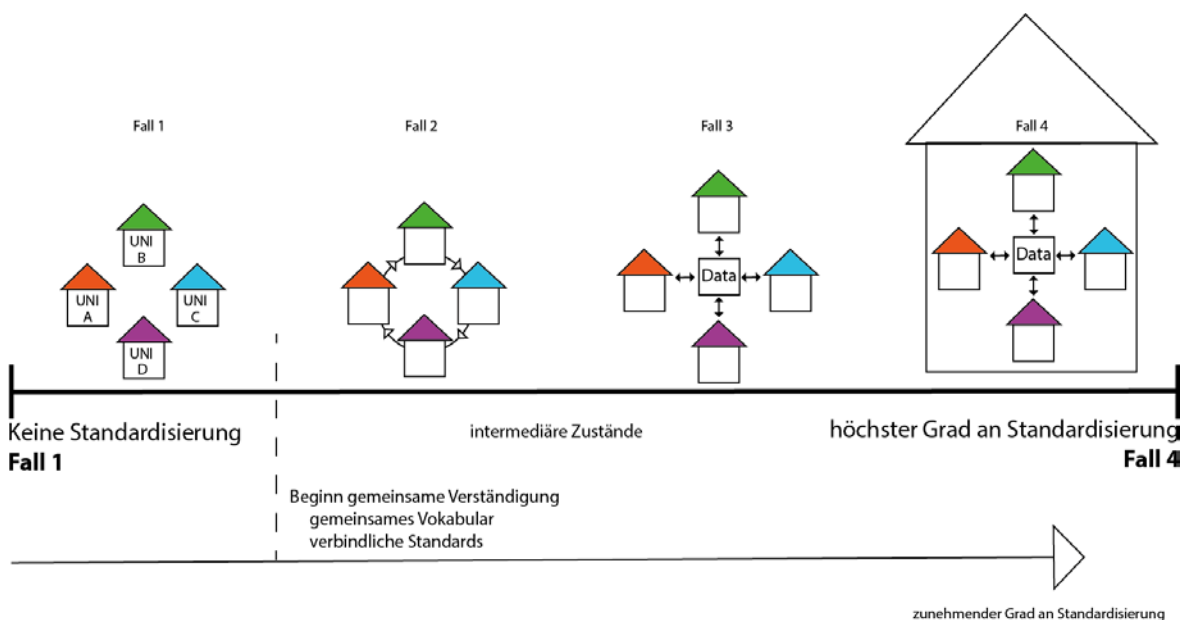 Fall 1
Fall 2
Fall 3
Fall 4
UNI
B
UNI
A
UNI
C
UNI
D
Data
Data
Keine Standardisierung
Fall 1
intermediäre Zustände
höchster Grad an Standardisierung
Fall 4
Beginn gemeinsame Verständigung
gemeinsames Vokabular
verbindliche Standards
zunehmender Grad an Standardisierung